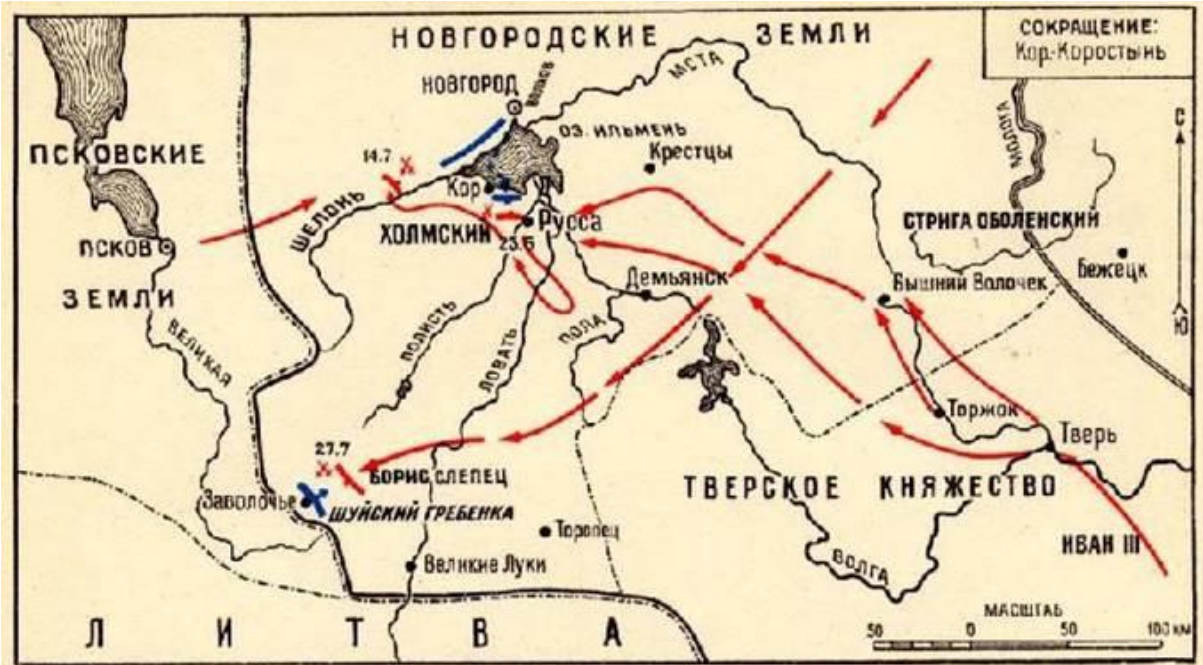 НОВГОРОДСКИЕ ЗЕМЛИ
СОКРАЩЕНИЕ:
Кор-Коростынь
МСТА
НОВГОРОД
ВОЛХОВ
МОЛОГА
С
ОЗ. ИЛЬМЕНЬ
ПСКОВСКИЕ
14.7
Крестцы
Кор
ШЕЛОНЬ
Русса
СТРИГА ОБОЛЕНСКИЙ
ПСКОВ
ХОЛМСКИЙ
23.6
Бежецк
Демьянск
Вышний Волочек
ЗЕМЛИ
Ю
ПОЛА
ВЕЛИКАЯ
ПОЛИСТЬ
ЛОВАТЬ
Торжок
Тверь
27.7
БОРИС СЛЕПЕЦ
ТВЕРСКОЕ КНЯЖЕСТВО
Заволочье
ШУЙСКИЙ ГРЕБЕНКА
Торопец
ИВАН III
Великие Луки
ВОЛГА
МАСШТАБ
ЛИТВА
50 0 50 100 КМ